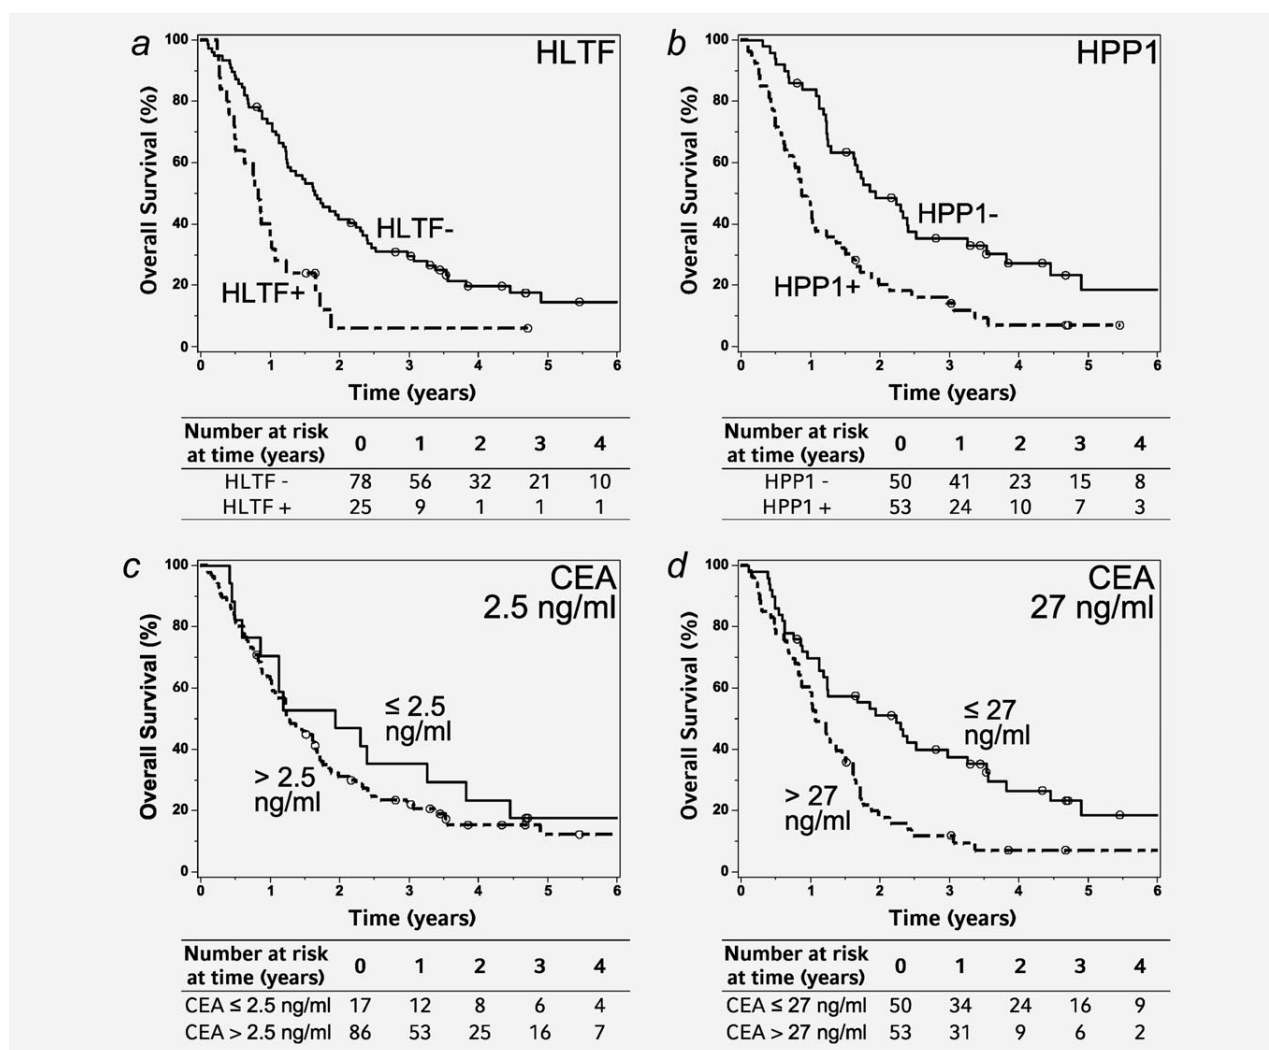 a
HLTF
100
80
60
40
20
0
Overall Survival (%)
HLTF-
HLTF+
0 1 2 3 4 5 6
Time (years)
Number at risk
at time (years) 0 1 2 3 4
HLTF - 78 56 32 21 10
HLTF + 25 9 1 1 1
b
HPP1
100
80
60
40
20
0
Overall Survival (%)
HPP1-
HPP1+
0 1 2 3 4 5 6
Time (years)
Number at risk
at time (years) 0 1 2 3 4
HPP1 - 50 41 23 15 8
HPP1 + 53 24 10 7 3
c
CEA
2.5 ng/ml
100
80
60
40
20
0
Overall Survival (%)
≤ 2.5
ng/ml
> 2.5
ng/ml
0 1 2 3 4 5 6
Time (years)
Number at risk
at time (years) 0 1 2 3 4
CEA ≤ 2.5 ng/ml 17 12 8 6 4
CEA > 2.5 ng/ml 86 53 25 16 7
d
CEA
27 ng/ml
100
80
60
40
20
0
Overall Survival (%)
≤ 27
ng/ml
> 27
ng/ml
0 1 2 3 4 5 6
Time (years)
Number at risk
at time (years) 0 1 2 3 4
CEA ≤ 27 ng/ml 50 34 24 16 9
CEA > 27 ng/ml 53 31 9 6 2